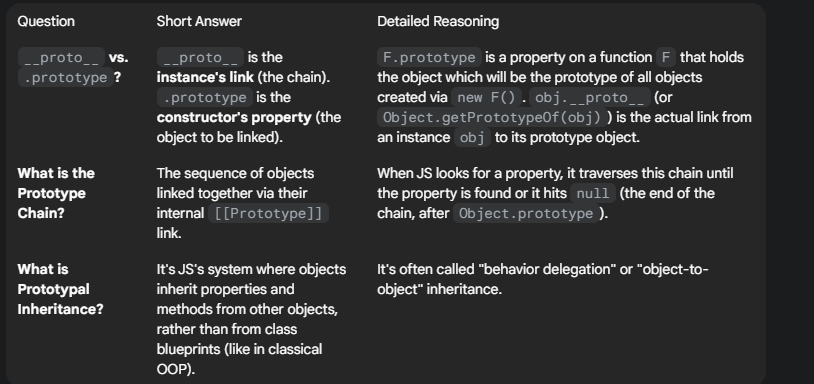 Question Short Answer Detailed Reasoning
__proto__ vs.
.prototype ?
__proto__ is the
instance's link (the chain).
.prototype is the
constructor's property (the
object to be linked).
F.prototype is a property on a function F that holds
the object which will be the prototype of all objects
created via new F() . obj.__proto__ (or
Object.getPrototypeOf(obj) ) is the actual link from
an instance obj to its prototype object.
What is the
Prototype
Chain?
The sequence of objects
linked together via their
internal [[Prototype]]
link.
When JS looks for a property, it traverses this chain until
the property is found or it hits null (the end of the
chain, after Object.prototype ).
What is
Prototypal
Inheritance?
It's JS's system where objects
inherit properties and
methods from other objects,
rather than from class
blueprints (like in classical
OOP).
It's often called "behavior delegation" or "object-to-
object" inheritance.